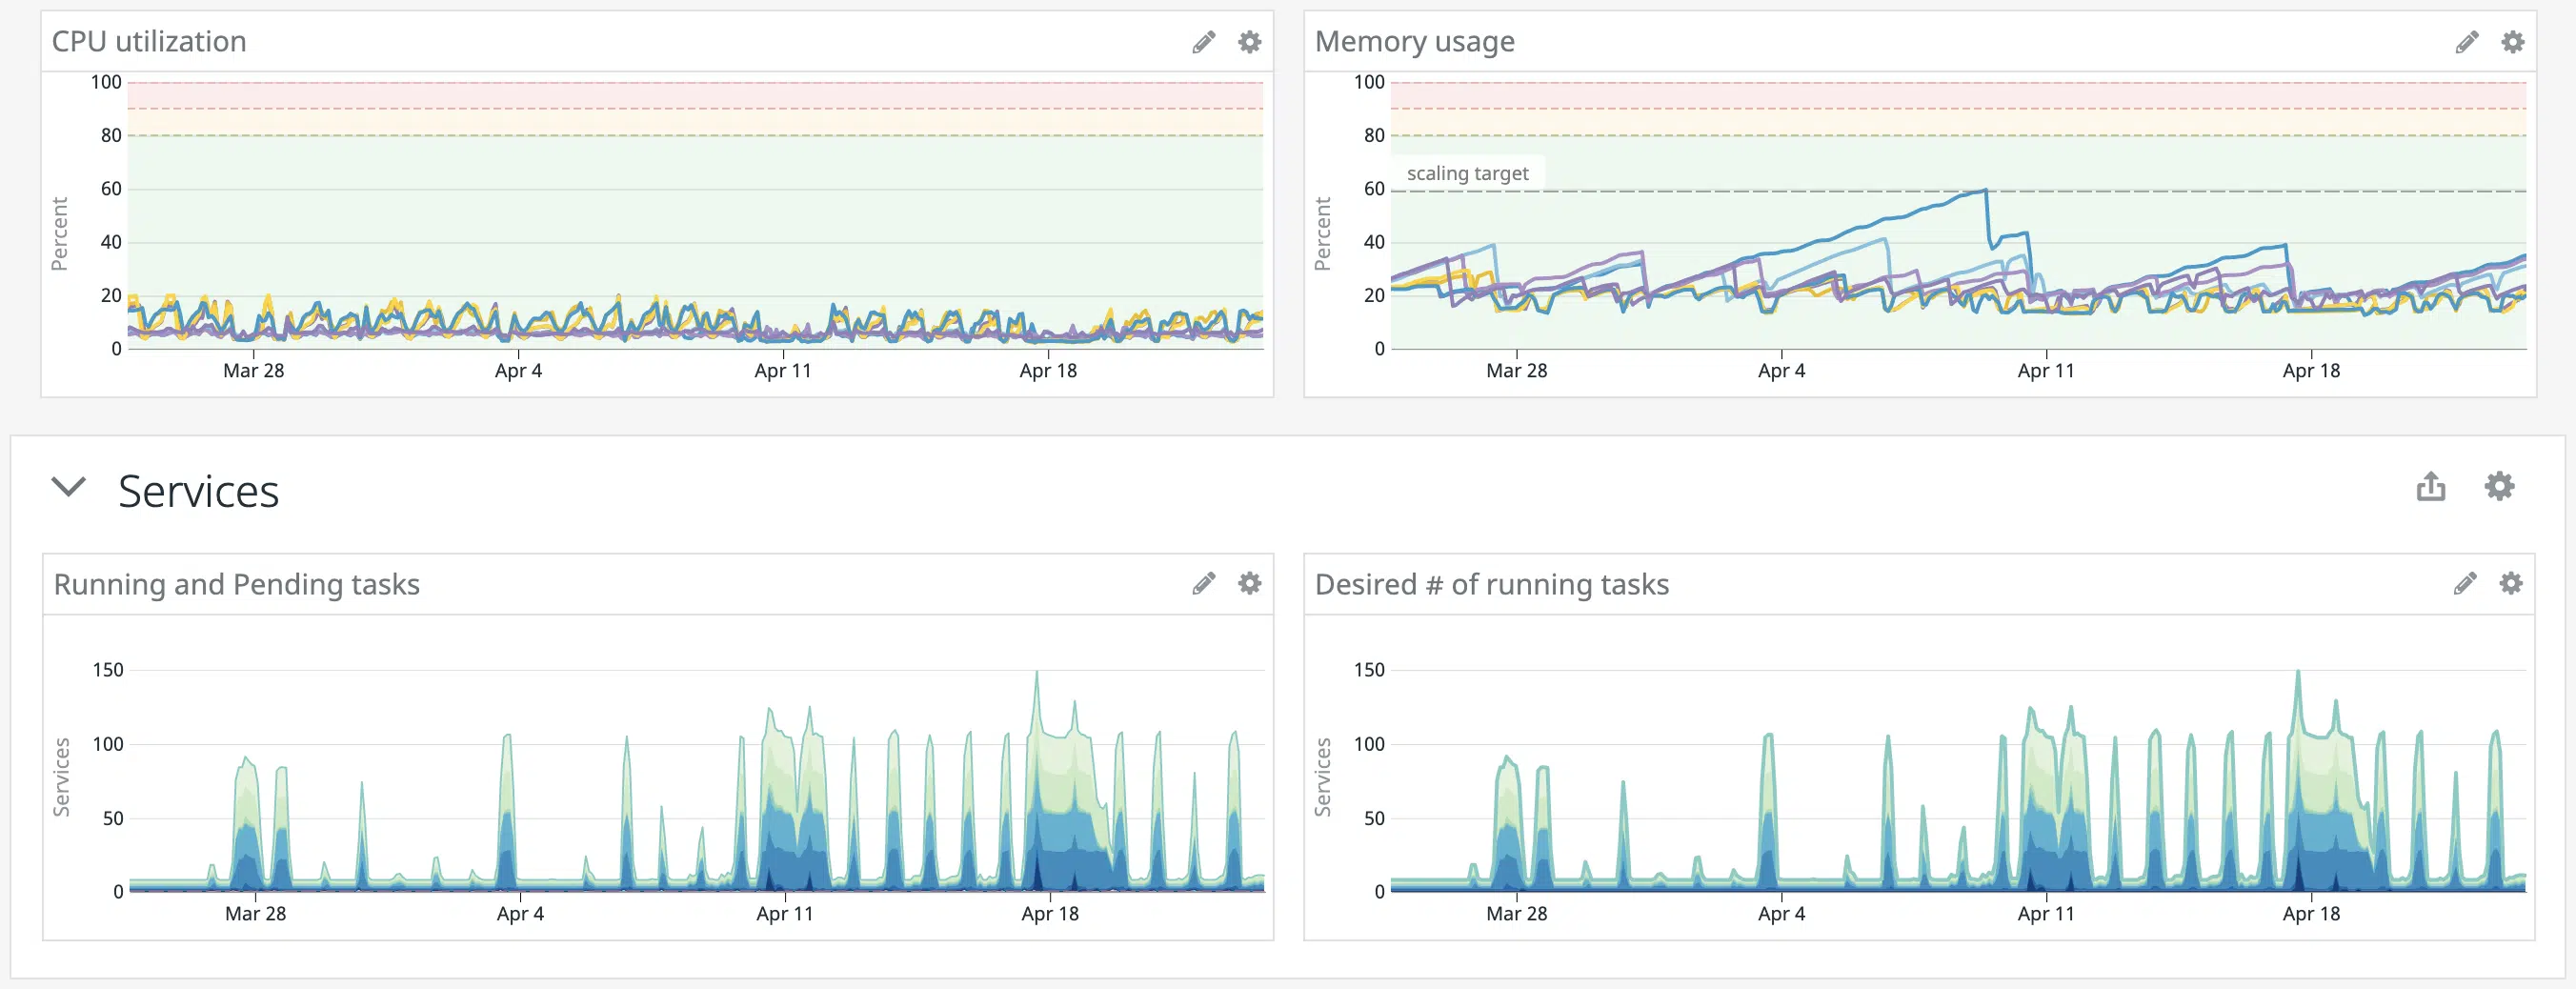 CPU utilization
Percent
100
80
60
40
20
0
Mar 28 Apr 4 Apr 11 Apr 18
Memory usage
Percent
100
80
scaling target
60
40
20
0
Mar 28 Apr 4 Apr 11 Apr 18
Services
Running and Pending tasks
Services
150
100
50
0
Mar 28 Apr 4 Apr 11 Apr 18
Desired # of running tasks
Services
150
100
50
0
Mar 28 Apr 4 Apr 11 Apr 18